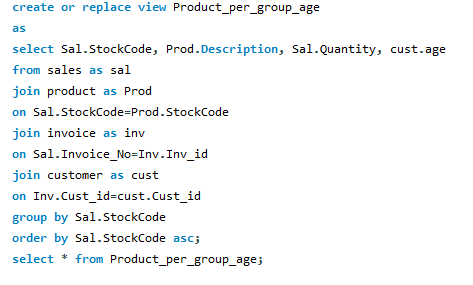 create or replace view Product_per_group_age
as
select Sal.StockCode, Prod.Description, Sal.Quantity, cust.age
from sales as sal
join product as Prod
on Sal.StockCode=Prod.StockCode
join invoice as inv
on Sal.Invoice_No=Inv.Inv_id
join customer as cust
on Inv.Cust_id=cust.Cust_id
group by Sal.StockCode
order by Sal.StockCode asc;
select * from Product_per_group_age;